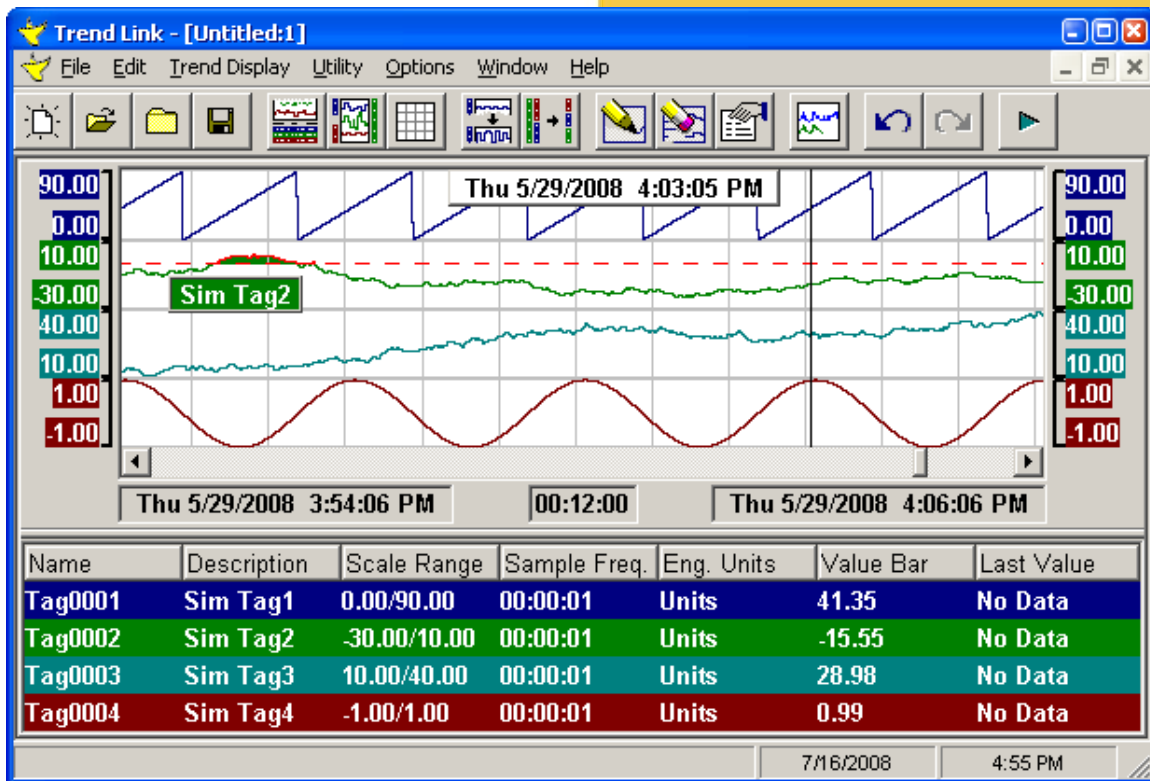 Trend Link - [Untitled:1]
File Edit Trend Display Utility Options Window Help
Thu 5/29/2008 4:03:05 PM
90.00 90.00
0.00 0.00
10.00 10.00
Sim Tag2
-30.00 -30.00
40.00 40.00
10.00 10.00
1.00 1.00
-1.00 -1.00
Thu 5/29/2008 3:54:06 PM 00:12:00 Thu 5/29/2008 4:06:06 PM
Name Description Scale Range Sample Freq. Eng. Units Value Bar Last Value
Tag0001 Sim Tag1 0.00/90.00 00:00:01 Units 41.35 No Data
Tag0002 Sim Tag2 -30.00/10.00 00:00:01 Units -15.55 No Data
Tag0003 Sim Tag3 10.00/40.00 00:00:01 Units 28.98 No Data
Tag0004 Sim Tag4 -1.00/1.00 00:00:01 Units 0.99 No Data
7/16/2008 4:55 PM